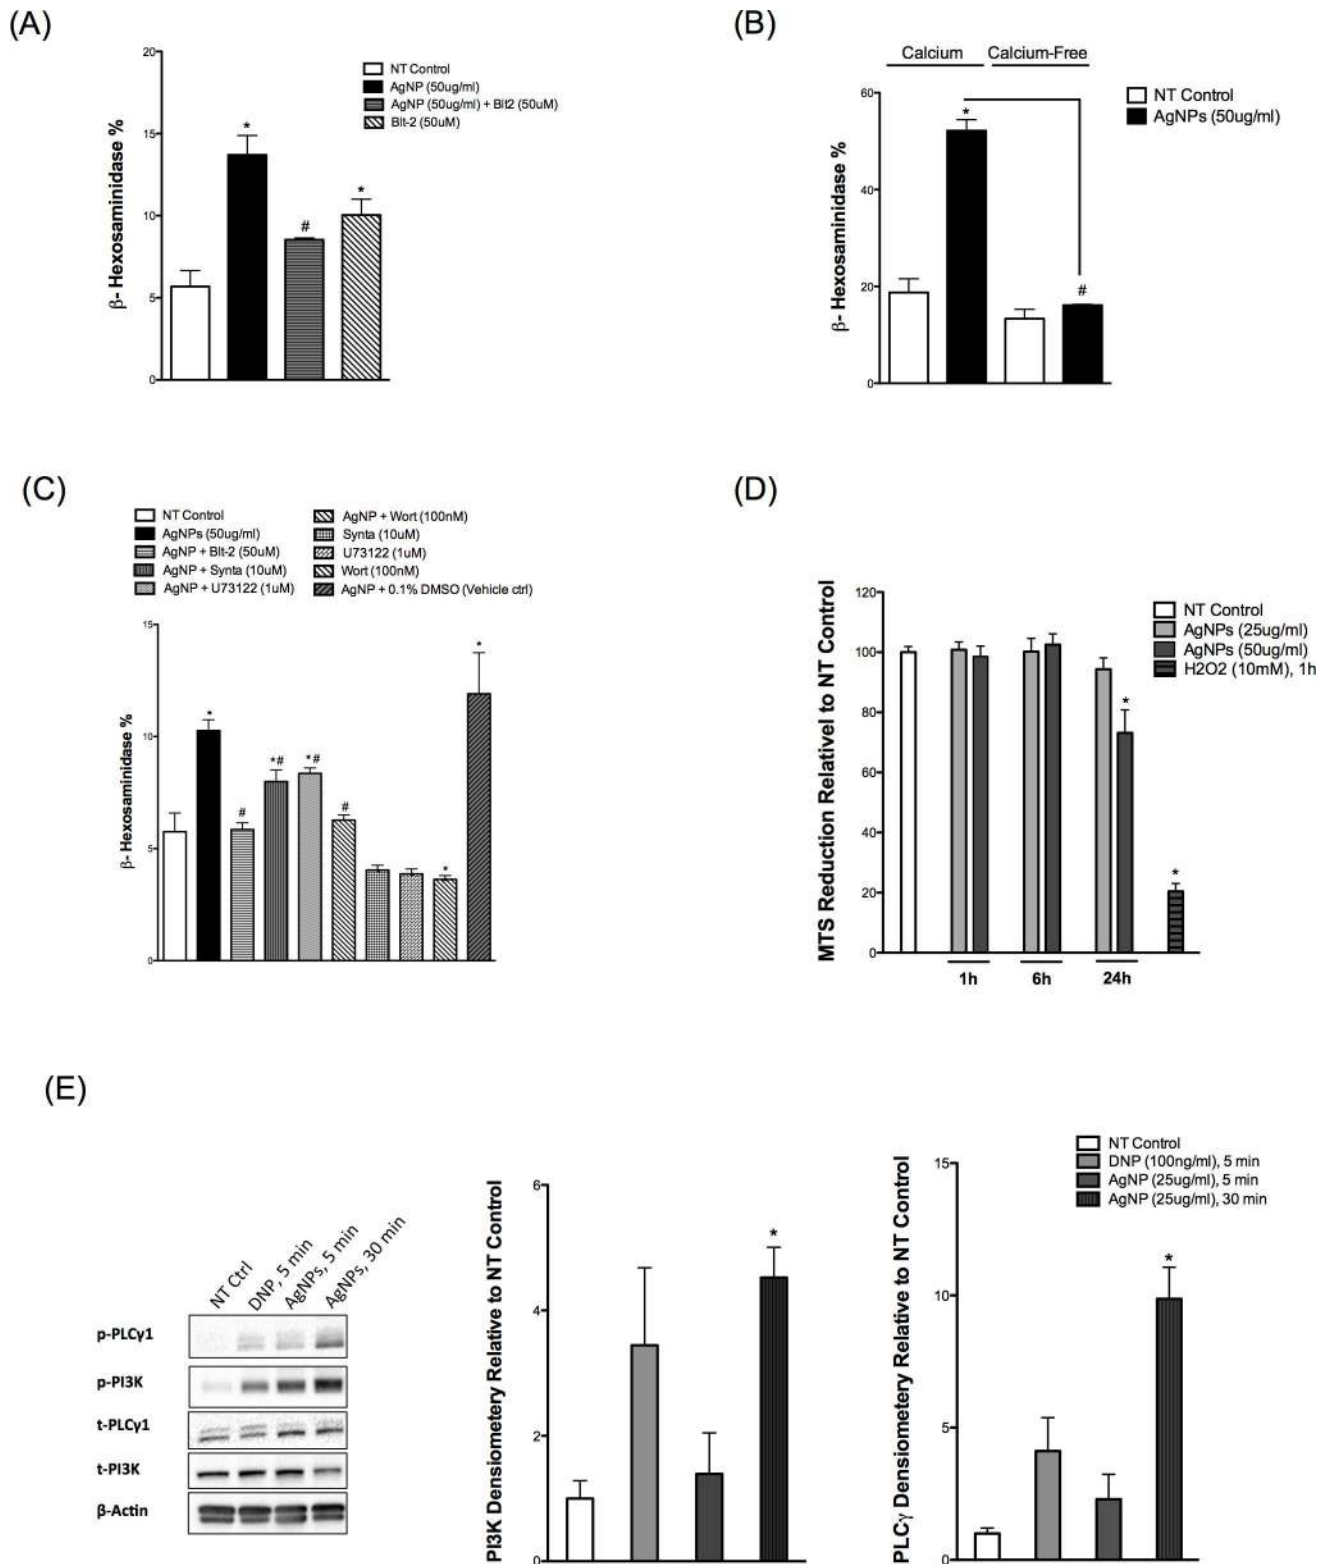 (A)
20
15
10
5
0
β- Hexosaminidase %
NT Control
AgNP (50ug/ml)
AgNP (50ug/ml) + Blt2 (50uM)
Blt-2 (50uM)
*
#
*
(B)
Calcium Calcium-Free
60
40
20
0
β- Hexosaminidase %
NT Control
AgNPs (50ug/ml)
*
#
(C)
NT Control
AgNPs (50ug/ml)
AgNP + Blt-2 (50uM)
AgNP + Synta (10uM)
AgNP + U73122 (1uM)
AgNP + Wort (100nM)
Synta (10uM)
U73122 (1uM)
Wort (100nM)
AgNP + 0.1% DMSO (Vehicle ctrl)
15
10
5
0
β- Hexosaminidase %
*
#
*#
*#
#
*
*
(D)
120
100
80
60
40
20
0
MTS Reduction Relativel to NT Control
NT Control
AgNPs (25ug/ml)
AgNPs (50ug/ml)
H2O2 (10mM), 1h
*
*
1h 6h 24h
(E)
NT Ctrl
DNP, 5 min
AgNPs, 5 min
AgNPs, 30 min
p-PLCγ1
p-PI3K
t-PLCγ1
t-PI3K
β-Actin
6
4
2
0
PI3K Densiometery Relative to NT Control
*
15
10
5
0
PLCγ Densiometery Relative to NT Control
NT Control
DNP (100ng/ml), 5 min
AgNP (25ug/ml), 5 min
AgNP (25ug/ml), 30 min
*